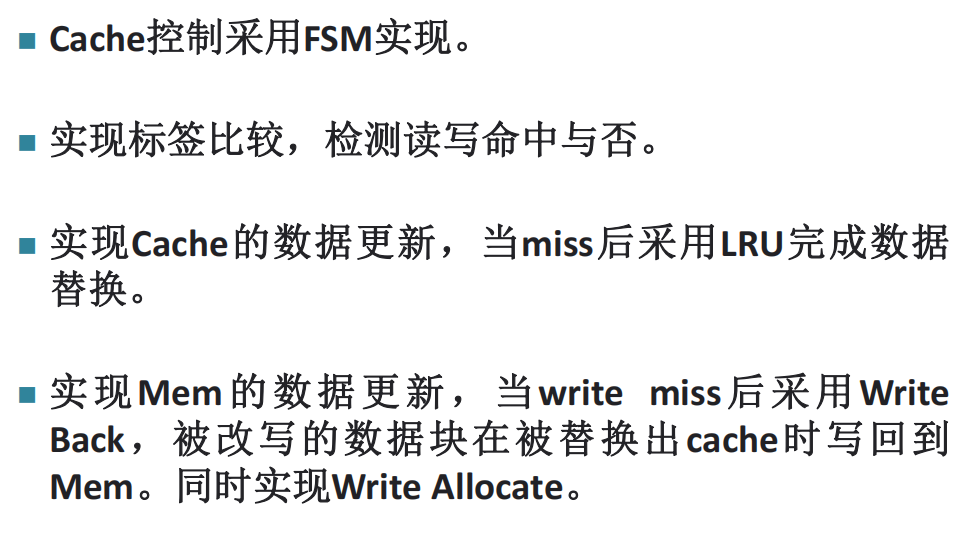 Cache控制采用FSM实现。
实现标签比较，检测读写命中与否。
实现Cache的数据更新，当miss后采用LRU完成数据
替换。
实现Mem的数据更新，当write miss后采用Write
Back，被改写的数据块在被替换出cache时写回到
Mem。同时实现Write Allocate。